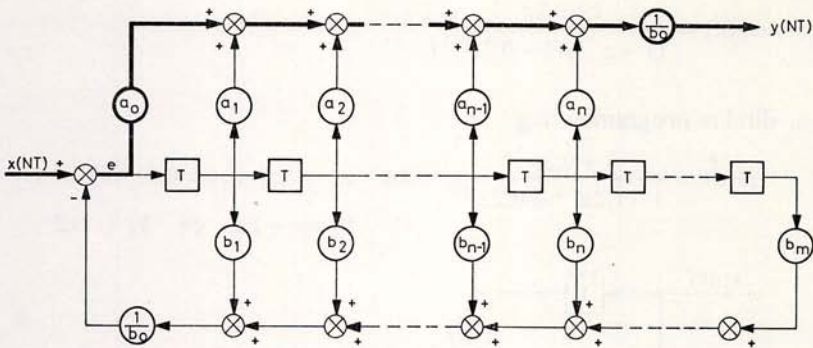 + + + + + + + + 1/b₀ y(NT)
+ + + +
a₀ a₁ a₂ aₙ₋₁ aₙ
x(NT) + e T T T T T
-
b₁ b₂ bₙ₋₁ bₙ bₘ
+ + + +
1/b₀ + + + + +